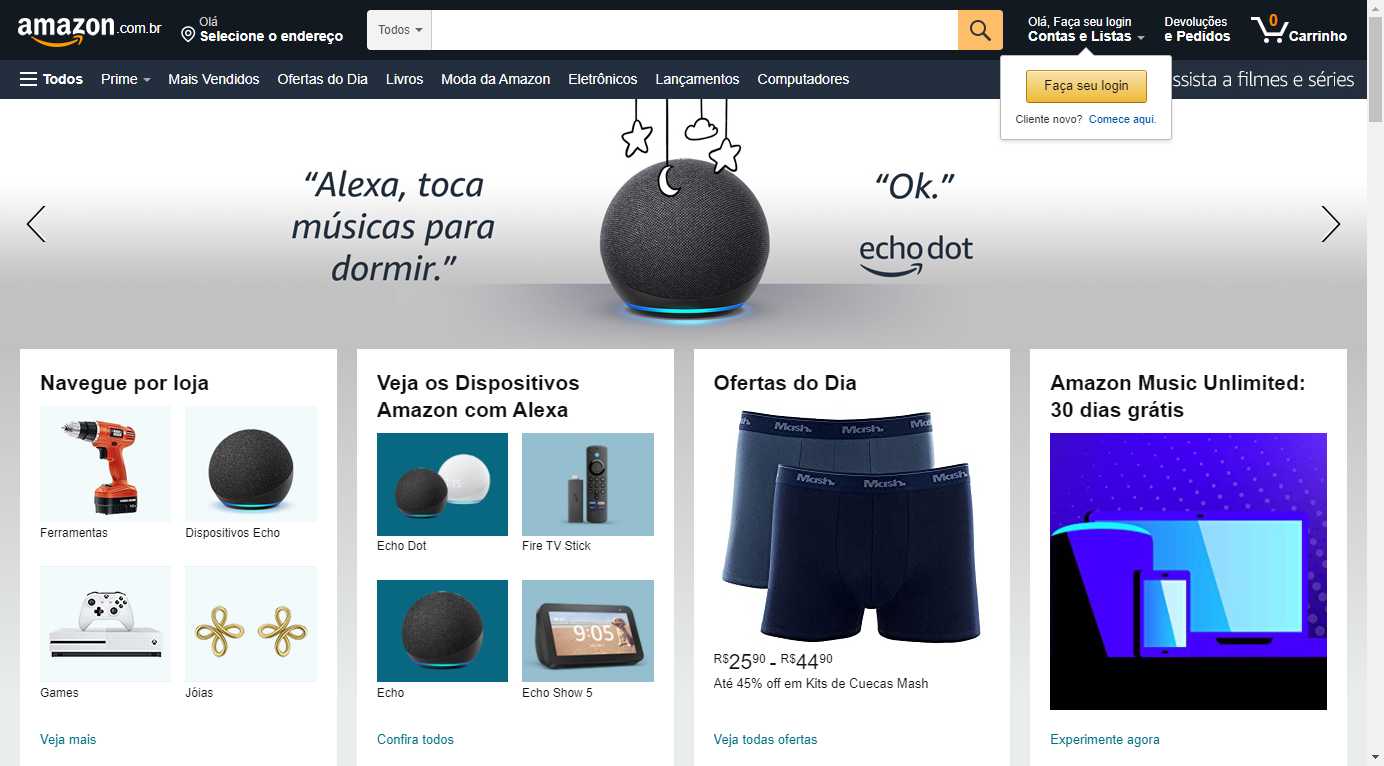 amazon.com.br
Olá
Selecione o endereço
Todos
Olá, Faça seu login
Contas e Listas
Devoluções
e Pedidos
0
Carrinho
Todos
Prime
Mais Vendidos
Ofertas do Dia
Livros
Moda da Amazon
Eletrônicos
Lançamentos
Computadores
ssista a filmes e séries
Faça seu login
Cliente novo? Comece aqui.
“Alexa, toca
músicas para
dormir.”
“Ok.”
echo dot
Navegue por loja
Ferramentas
Dispositivos Echo
Games
Jóias
Veja mais
Veja os Dispositivos
Amazon com Alexa
Echo Dot
Fire TV Stick
9:05
Echo
Echo Show 5
Confira todos
Ofertas do Dia
Mash. Mash.
Mash. Mash. Mash.
R$2590 - R$4490
Até 45% off em Kits de Cuecas Mash
Veja todas ofertas
Amazon Music Unlimited:
30 dias grátis
Experimente agora